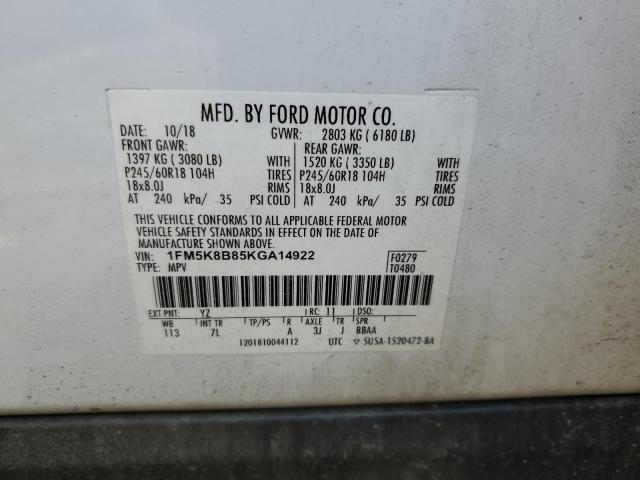 MFD. BY FORD MOTOR CO.
DATE: 10/18 GVWR: 2803 KG ( 6180 LB)
FRONT GAWR: REAR GAWR:
1397 KG ( 3080 LB) WITH 1520 KG ( 3350 LB) WITH
P245/60R18 104H TIRES P245/60R18 104H TIRES
18x8.0J RIMS 18x8.0J RIMS
AT 240 kPa/ 35 PSI COLD AT 240 kPa/ 35 PSI COLD
THIS VEHICLE CONFORMS TO ALL APPLICABLE FEDERAL MOTOR
VEHICLE SAFETY STANDARDS IN EFFECT ON THE DATE OF
MANUFACTURE SHOWN ABOVE.
VIN: 1FM5K8B85KGA14922 F0279
TYPE: MPV T0480
EXT PNT: YZ RC: 11 DSO:
WB INT TR TP/PS R AXLE TR SPR
113 7L A 3J J BBAA
1201810044112 UTC 5USA-1520472-BA